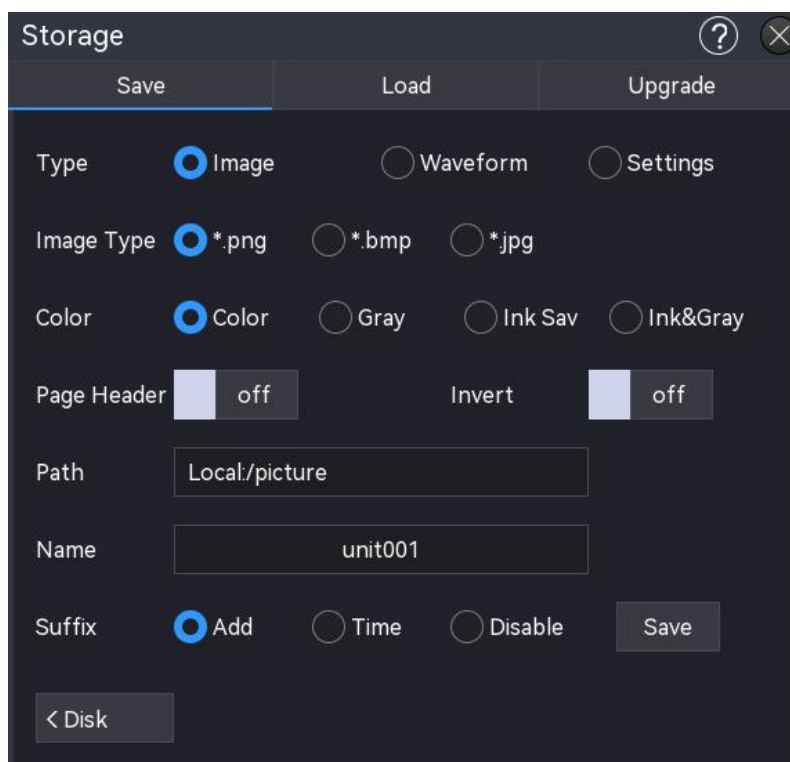 Storage ?
Save Load Upgrade
Type Image Waveform Settings
Image Type *.png *.bmp *.jpg
Color Color Gray Ink Sav Ink&Gray
Page Header off Invert off
Path Local:/picture
Name unit001
Suffix Add Time Disable Save
< Disk